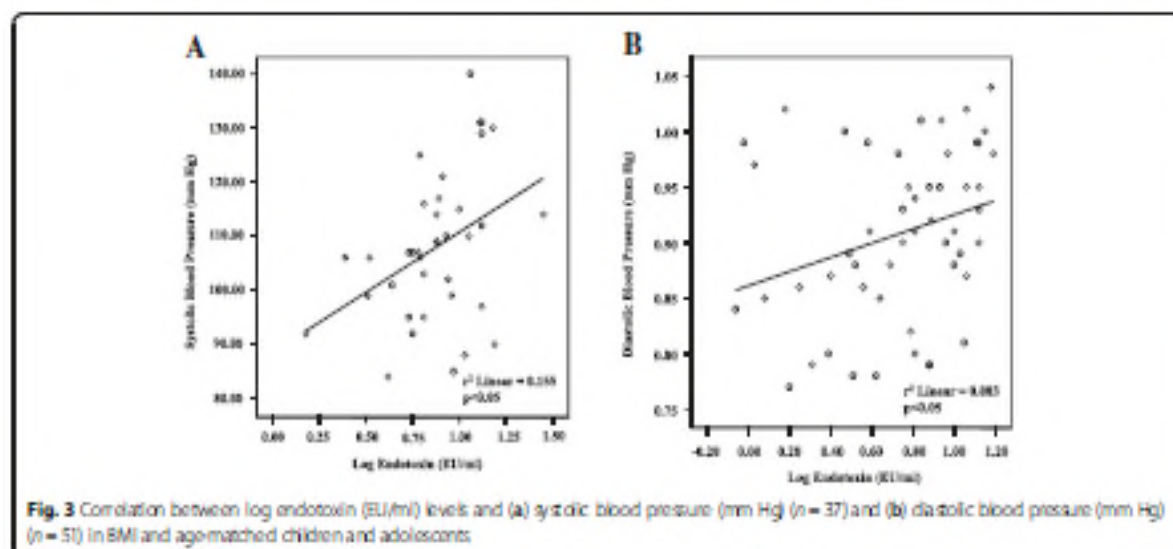 A
B
Systolic Blood Pressure (mm Hg)
140.00
130.00
120.00
110.00
100.00
90.00
80.00
r² Linear = 0.155
p<0.05
0.00 0.25 0.50 0.75 1.00 1.25 1.50
Log Endotoxin (EU/ml)
Diastolic Blood Pressure (mm Hg)
1.05
1.00
0.95
0.90
0.85
0.80
0.75
r² Linear = 0.083
p<0.05
-0.20 0.00 0.20 0.40 0.60 0.80 1.00 1.20
Log Endotoxin (EU/ml)
Fig. 3 Correlation between log endotoxin (EU/ml) levels and (a) systolic blood pressure (mm Hg) (n = 37) and (b) diastolic blood pressure (mm Hg)
(n = 51) in BMI and age-matched children and adolescents